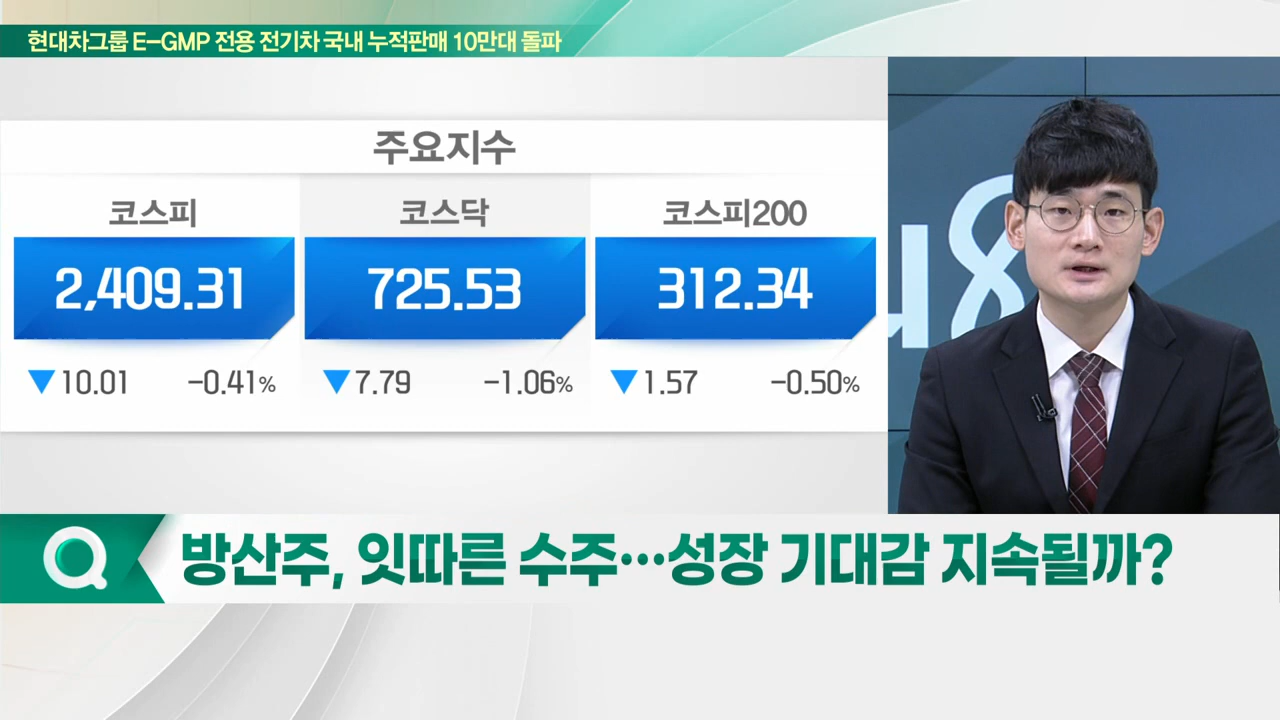 현대차그룹 E-GMP 전용 전기차 국내 누적판매 10만대 돌파
주요지수
코스피 코스닥 코스피200
2,409.31 725.53 312.34
▼10.01 -0.41% ▼7.79 -1.06% ▼1.57 -0.50%
Q 방산주, 잇따른 수주…성장 기대감 지속될까?